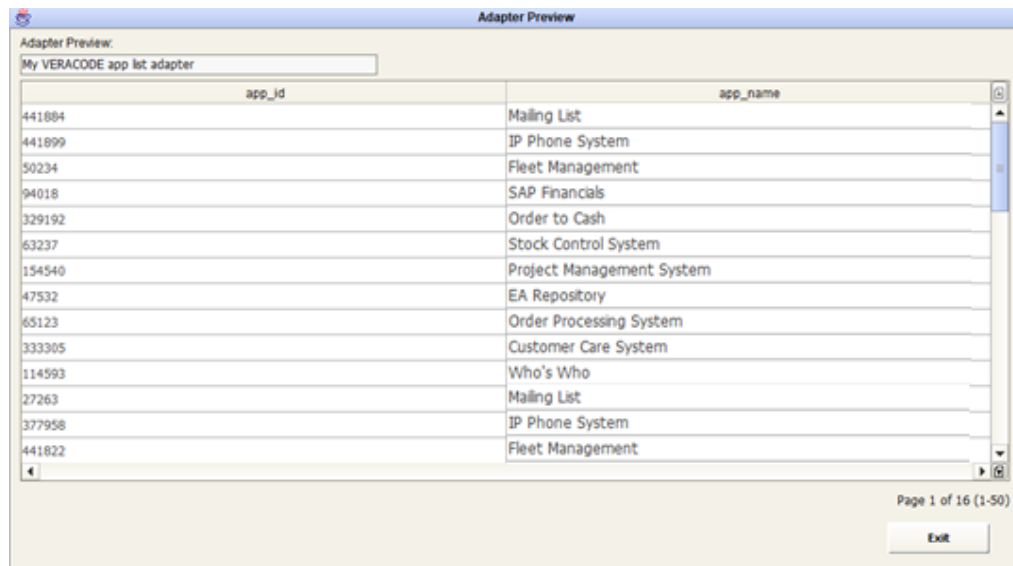 Adapter Preview
Adapter Preview:
My VERACODE app list adapter
app_id app_name
441884 Mailing List
441899 IP Phone System
50234 Fleet Management
94018 SAP Financials
329192 Order to Cash
63237 Stock Control System
154540 Project Management System
47532 EA Repository
65123 Order Processing System
333305 Customer Care System
114593 Who's Who
27263 Mailing List
377958 IP Phone System
441822 Fleet Management
Page 1 of 16 (1-50)
Exit